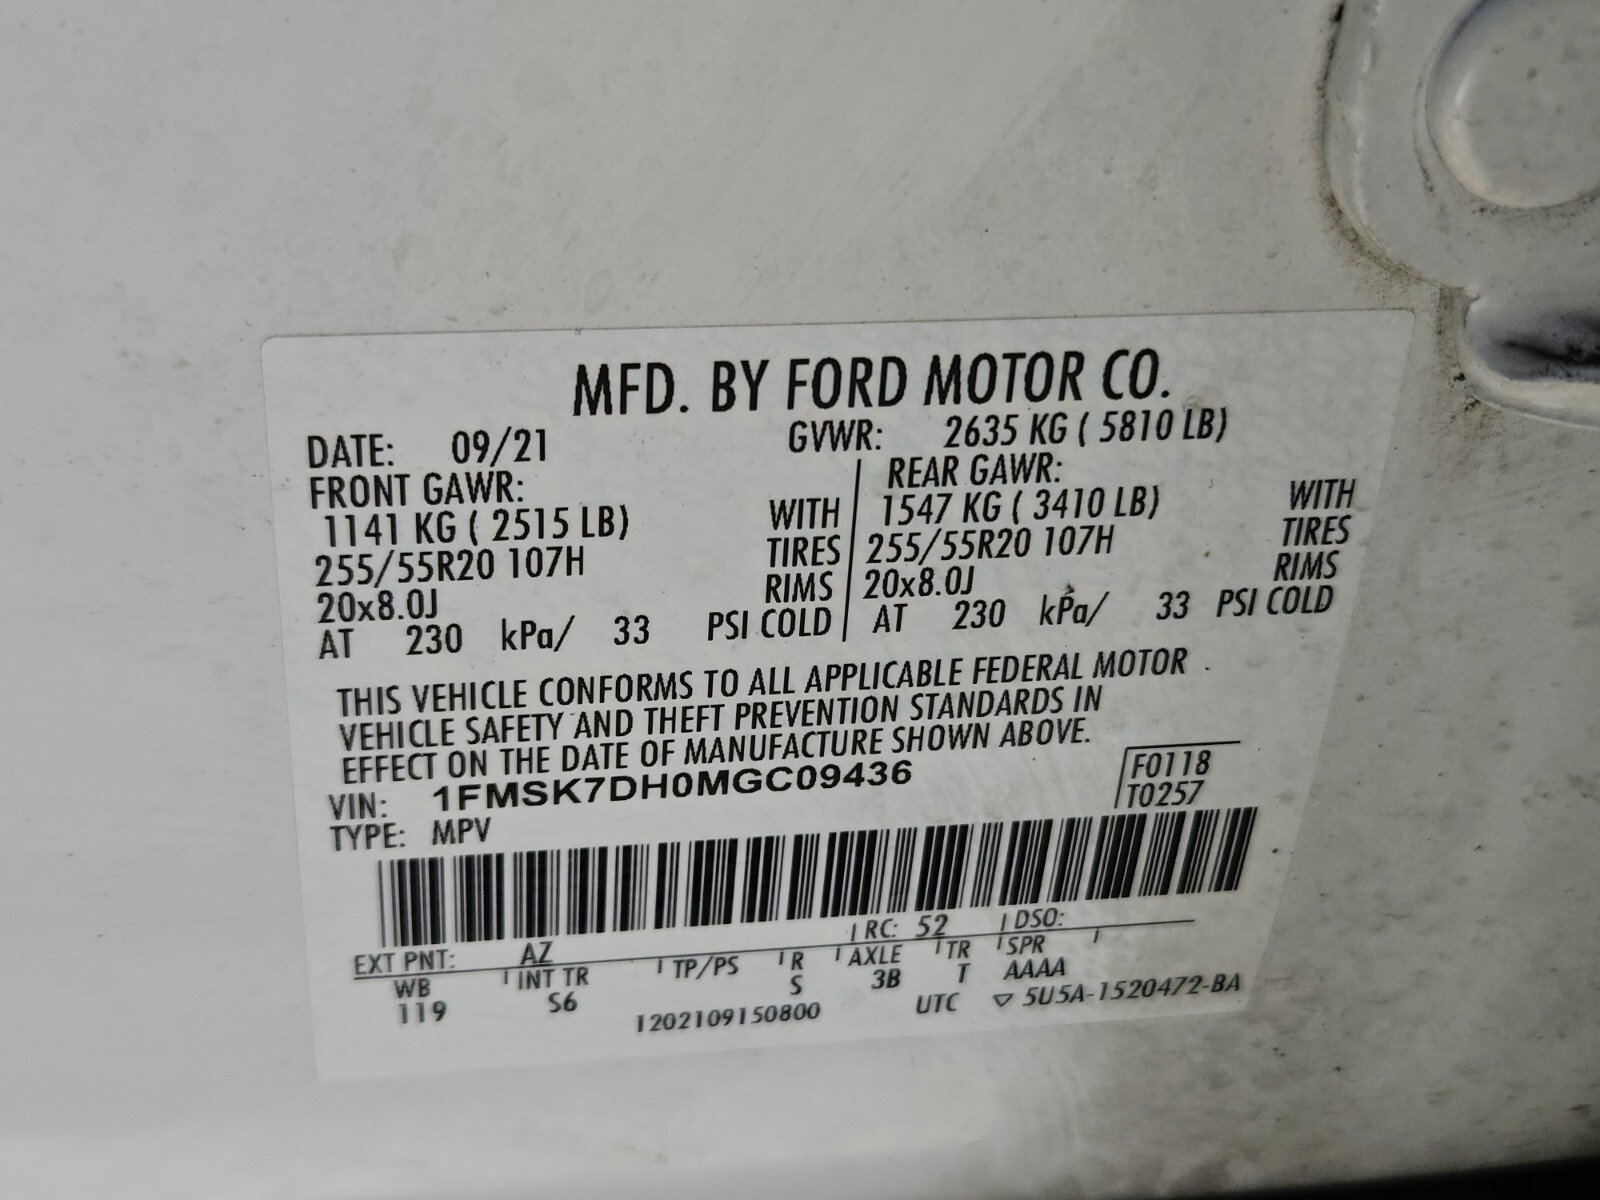 MFD. BY FORD MOTOR CO.
DATE: 09/21 GVWR: 2635 KG ( 5810 LB)
FRONT GAWR: REAR GAWR:
1141 KG ( 2515 LB) WITH 1547 KG ( 3410 LB) WITH
255/55R20 107H TIRES 255/55R20 107H TIRES
20x8.0J RIMS 20x8.0J RIMS
AT 230 kPa/ 33 PSI COLD AT 230 kPa/ 33 PSI COLD
THIS VEHICLE CONFORMS TO ALL APPLICABLE FEDERAL MOTOR
VEHICLE SAFETY AND THEFT PREVENTION STANDARDS IN
EFFECT ON THE DATE OF MANUFACTURE SHOWN ABOVE.
VIN: 1FMSK7DH0MGC09436 F0118
TYPE: MPV T0257
EXT PNT: AZ RC: 52 DSO:
WB INT TR TP/PS R AXLE TR SPR
119 S6 S 3B T AAAA
1202109150800 UTC ▽ 5U5A-1520472-BA